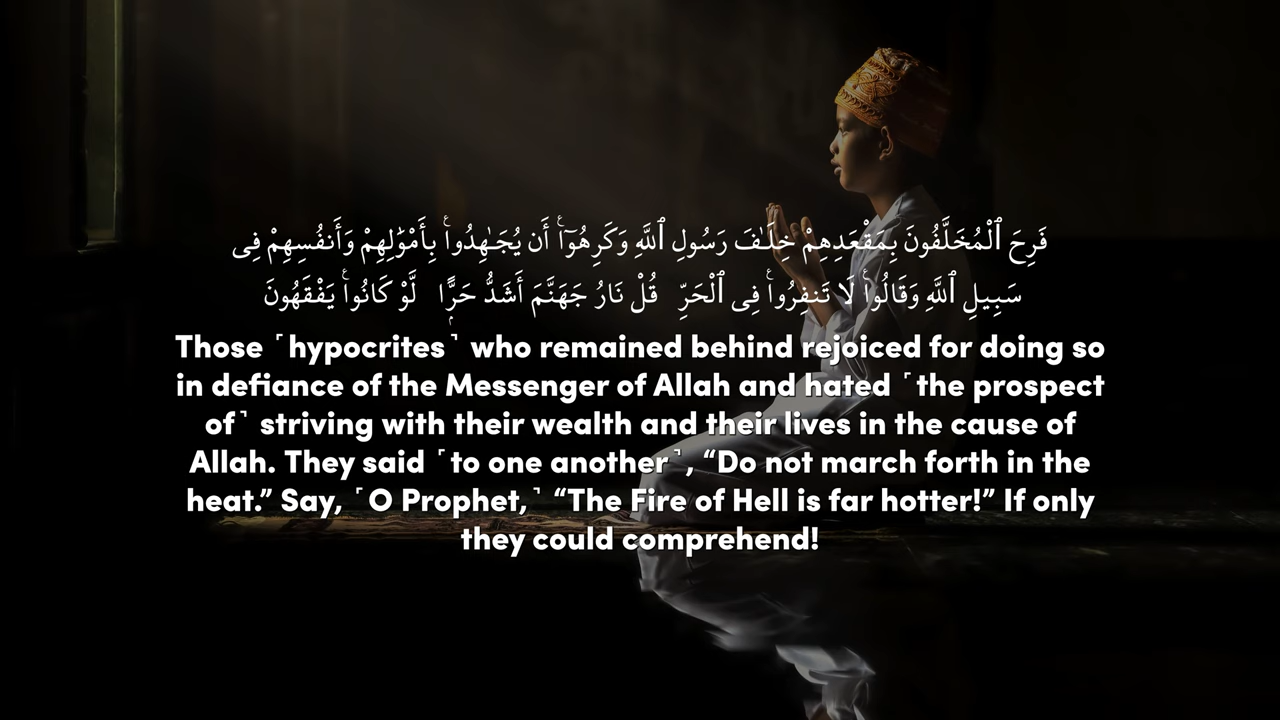 فَرِحَ ٱلْمُخَلَّفُونَ بِمَقْعَدِهِمْ خِلَـٰفَ رَسُولِ ٱللَّهِ وَكَرِهُوٓا۟ أَن يُجَـٰهِدُوا۟ بِأَمْوَٰلِهِمْ وَأَنفُسِهِمْ فِى
سَبِيلِ ٱللَّهِ وَقَالُوا۟ لَا تَنفِرُوا۟ فِى ٱلْحَرِّ ۗ قُلْ نَارُ جَهَنَّمَ أَشَدُّ حَرًّۭا ۚ لَّوْ كَانُوا۟ يَفْقَهُونَ
Those ˹hypocrites˺ who remained behind rejoiced for doing so
in defiance of the Messenger of Allah and hated ˹the prospect
of˺ striving with their wealth and their lives in the cause of
Allah. They said ˹to one another˺, “Do not march forth in the
heat.” Say, ˹O Prophet,˺ “The Fire of Hell is far hotter!” If only
they could comprehend!